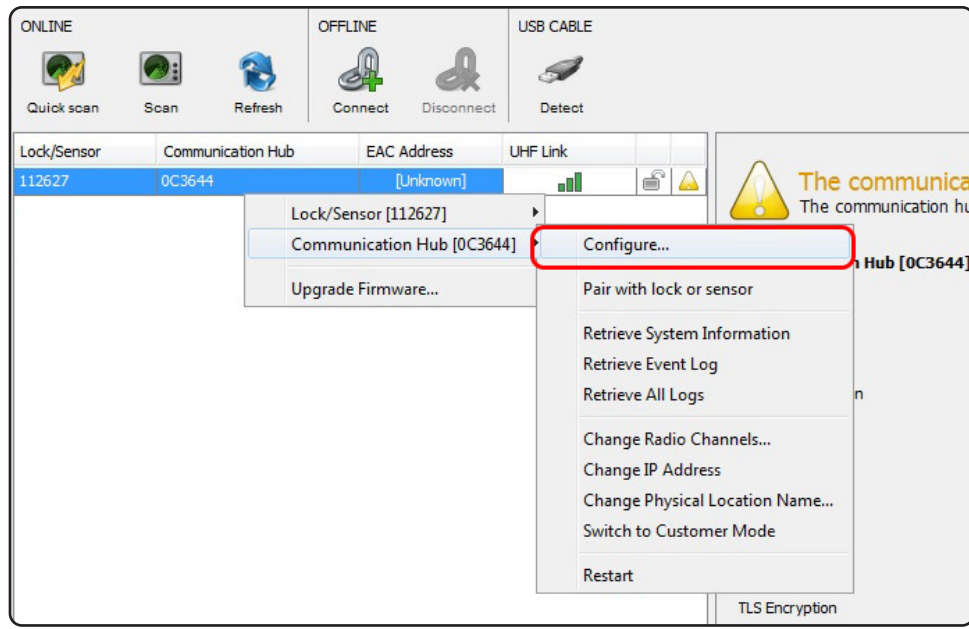 ONLINE OFFLINE USB CABLE
Quick scan Scan Refresh Connect Disconnect Detect
Lock/Sensor Communication Hub EAC Address UHF Link
112627 0C3644 [Unknown]
The communica
The communication hu
Lock/Sensor [112627]
Communication Hub [0C3644]
Upgrade Firmware...
Configure...
Hub [0C3644]
Pair with lock or sensor
Retrieve System Information
Retrieve Event Log
Retrieve All Logs
n
Change Radio Channels...
Change IP Address
Change Physical Location Name...
Switch to Customer Mode
Restart
TLS Encryption